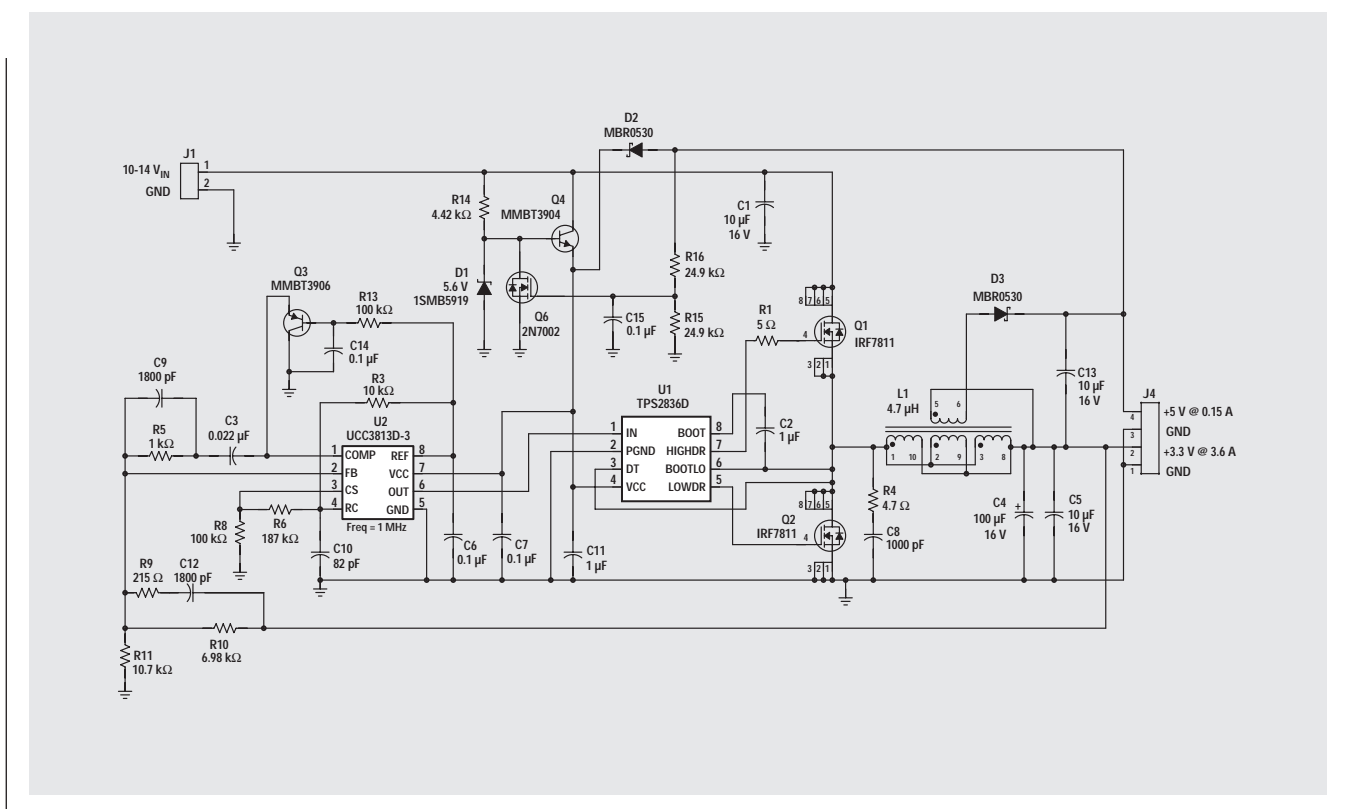 D2
MBR0530
J1
10-14 V_IN
1
2
GND
R14
4.42 kΩ
Q4
MMBT3904
C1
10 µF
16 V
Q3
MMBT3906
R13
100 kΩ
D1
5.6 V
1SMB5919
Q6
2N7002
R16
24.9 kΩ
R15
24.9 kΩ
C15
0.1 µF
D3
MBR0530
8 7 6 5
R1
5 Ω
4
Q1
IRF7811
3 2 1
C14
0.1 µF
C9
1800 pF
R3
10 kΩ
R5
1 kΩ
C3
0.022 µF
U2
UCC3813D-3
1 COMP REF 8
2 FB VCC 7
3 CS OUT 6
4 RC GND 5
Freq = 1 MHz
U1
TPS2836D
1 IN BOOT 8
2 PGND HIGHDR 7
3 DT BOOTLO 6
4 VCC LOWDR 5
C2
1 µF
L1
4.7 µH
5 6
1 10 2 9 3 8
C13
10 µF
16 V
J4
4 +5 V @ 0.15 A
3 GND
2 +3.3 V @ 3.6 A
1 GND
8 7 6 5
4
Q2
IRF7811
3 2 1
R4
4.7 Ω
C8
1000 pF
C4
100 µF
16 V
+
C5
10 µF
16 V
R8
100 kΩ
R6
187 kΩ
C10
82 pF
C6
0.1 µF
C7
0.1 µF
C11
1 µF
R9
215 Ω
C12
1800 pF
R10
6.98 kΩ
R11
10.7 kΩ